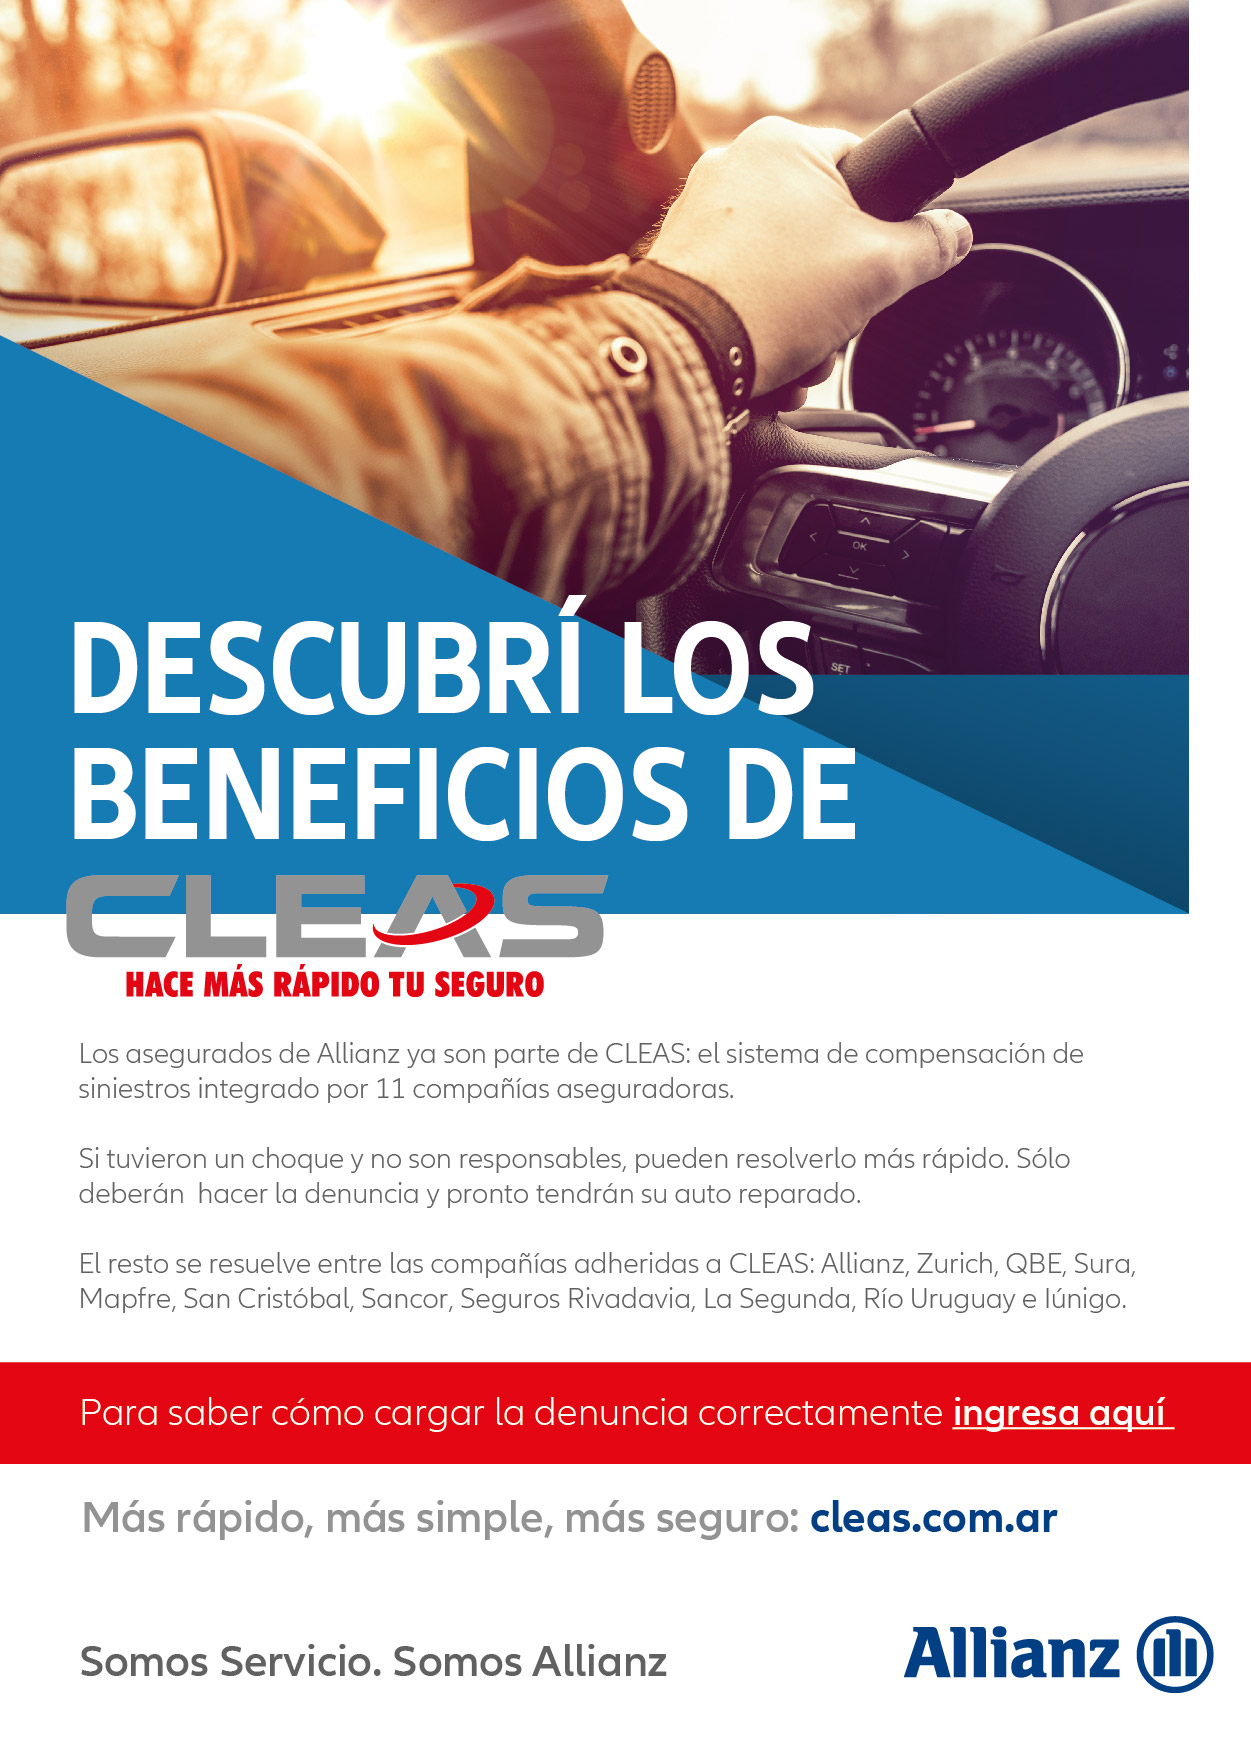 OK
SET
DESCUBRÍ LOS
BENEFICIOS DE
CLEAS
HACE MÁS RÁPIDO TU SEGURO
Los asegurados de Allianz ya son parte de CLEAS: el sistema de compensación de
siniestros integrado por 11 compañías aseguradoras.
Si tuvieron un choque y no son responsables, pueden resolverlo más rápido. Sólo
deberán  hacer la denuncia y pronto tendrán su auto reparado.
El resto se resuelve entre las compañías adheridas a CLEAS: Allianz, Zurich, QBE, Sura,
Mapfre, San Cristóbal, Sancor, Seguros Rivadavia, La Segunda, Río Uruguay e Iúnigo.
Para saber cómo cargar la denuncia correctamente ingresa aquí
Más rápido, más simple, más seguro: cleas.com.ar
Somos Servicio. Somos Allianz
Allianz